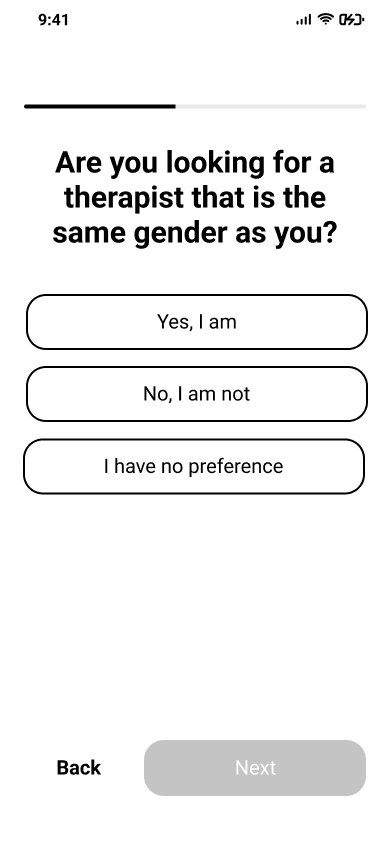 9:41
Are you looking for a
therapist that is the
same gender as you?
Yes, I am
No, I am not
I have no preference
Back
Next